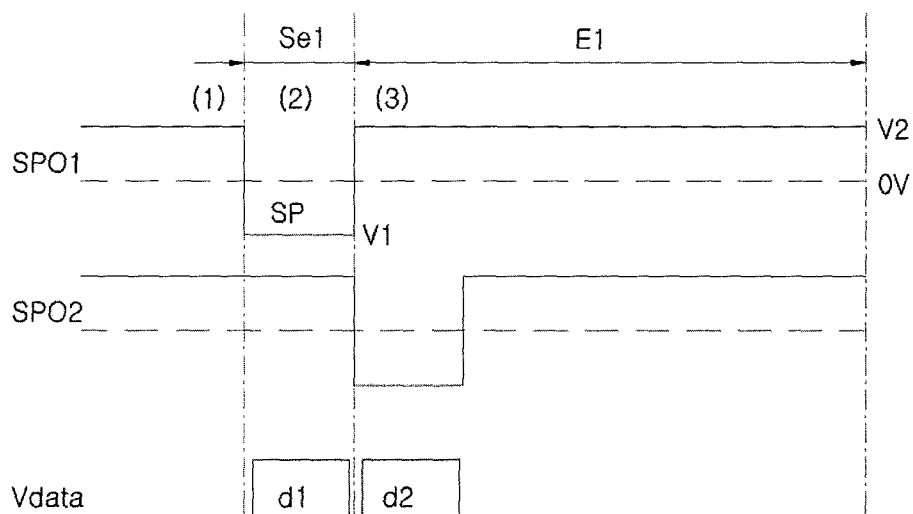 Se1
E1
(1)
(2)
(3)
V2
SPO1
0V
SP
V1
SPO2
Vdata
d1
d2